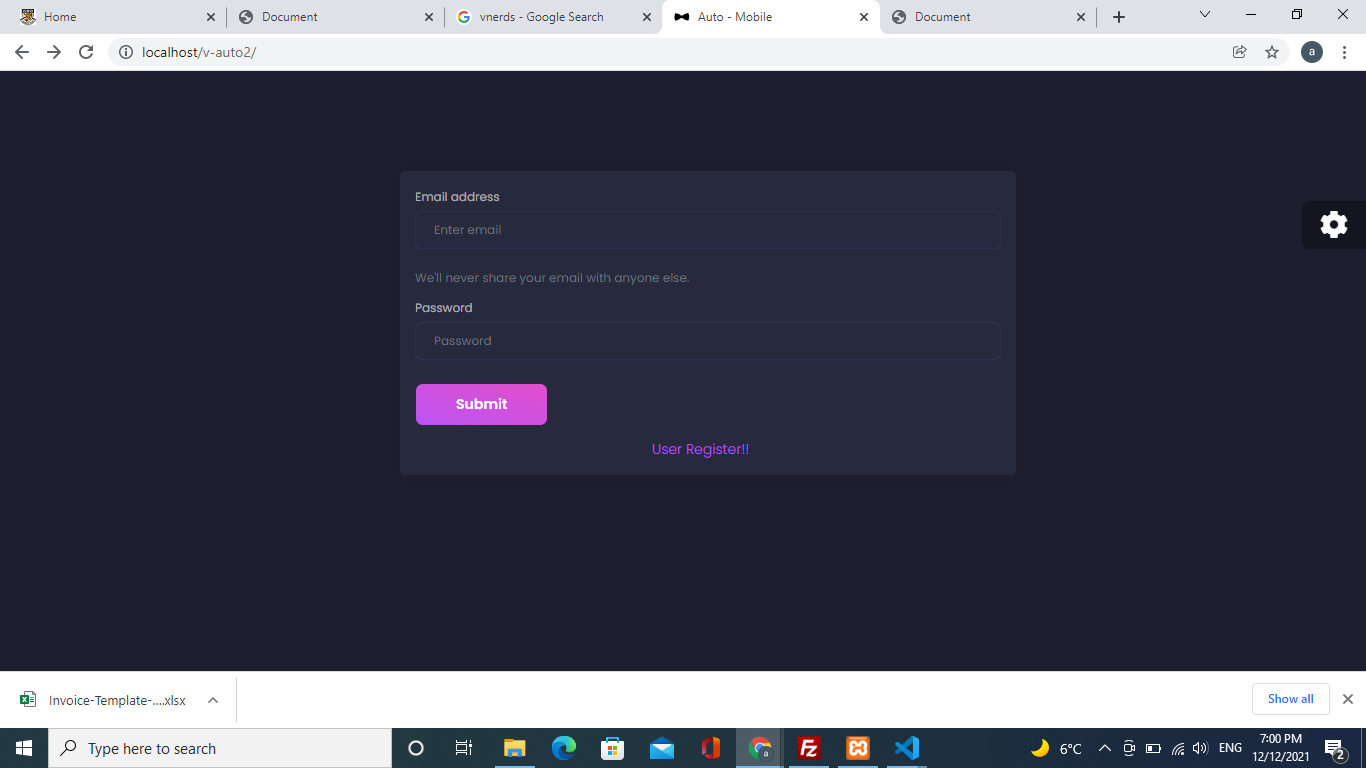 Home
Document
vnerds - Google Search
Auto - Mobile
Document
localhost/v-auto2/
a
Email address
Enter email
We'll never share your email with anyone else.
Password
Password
Submit
User Register!!
Invoice-Template-....xlsx
Show all
Type here to search
a
Fz
6°C
ENG
7:00 PM
12/12/2021
2